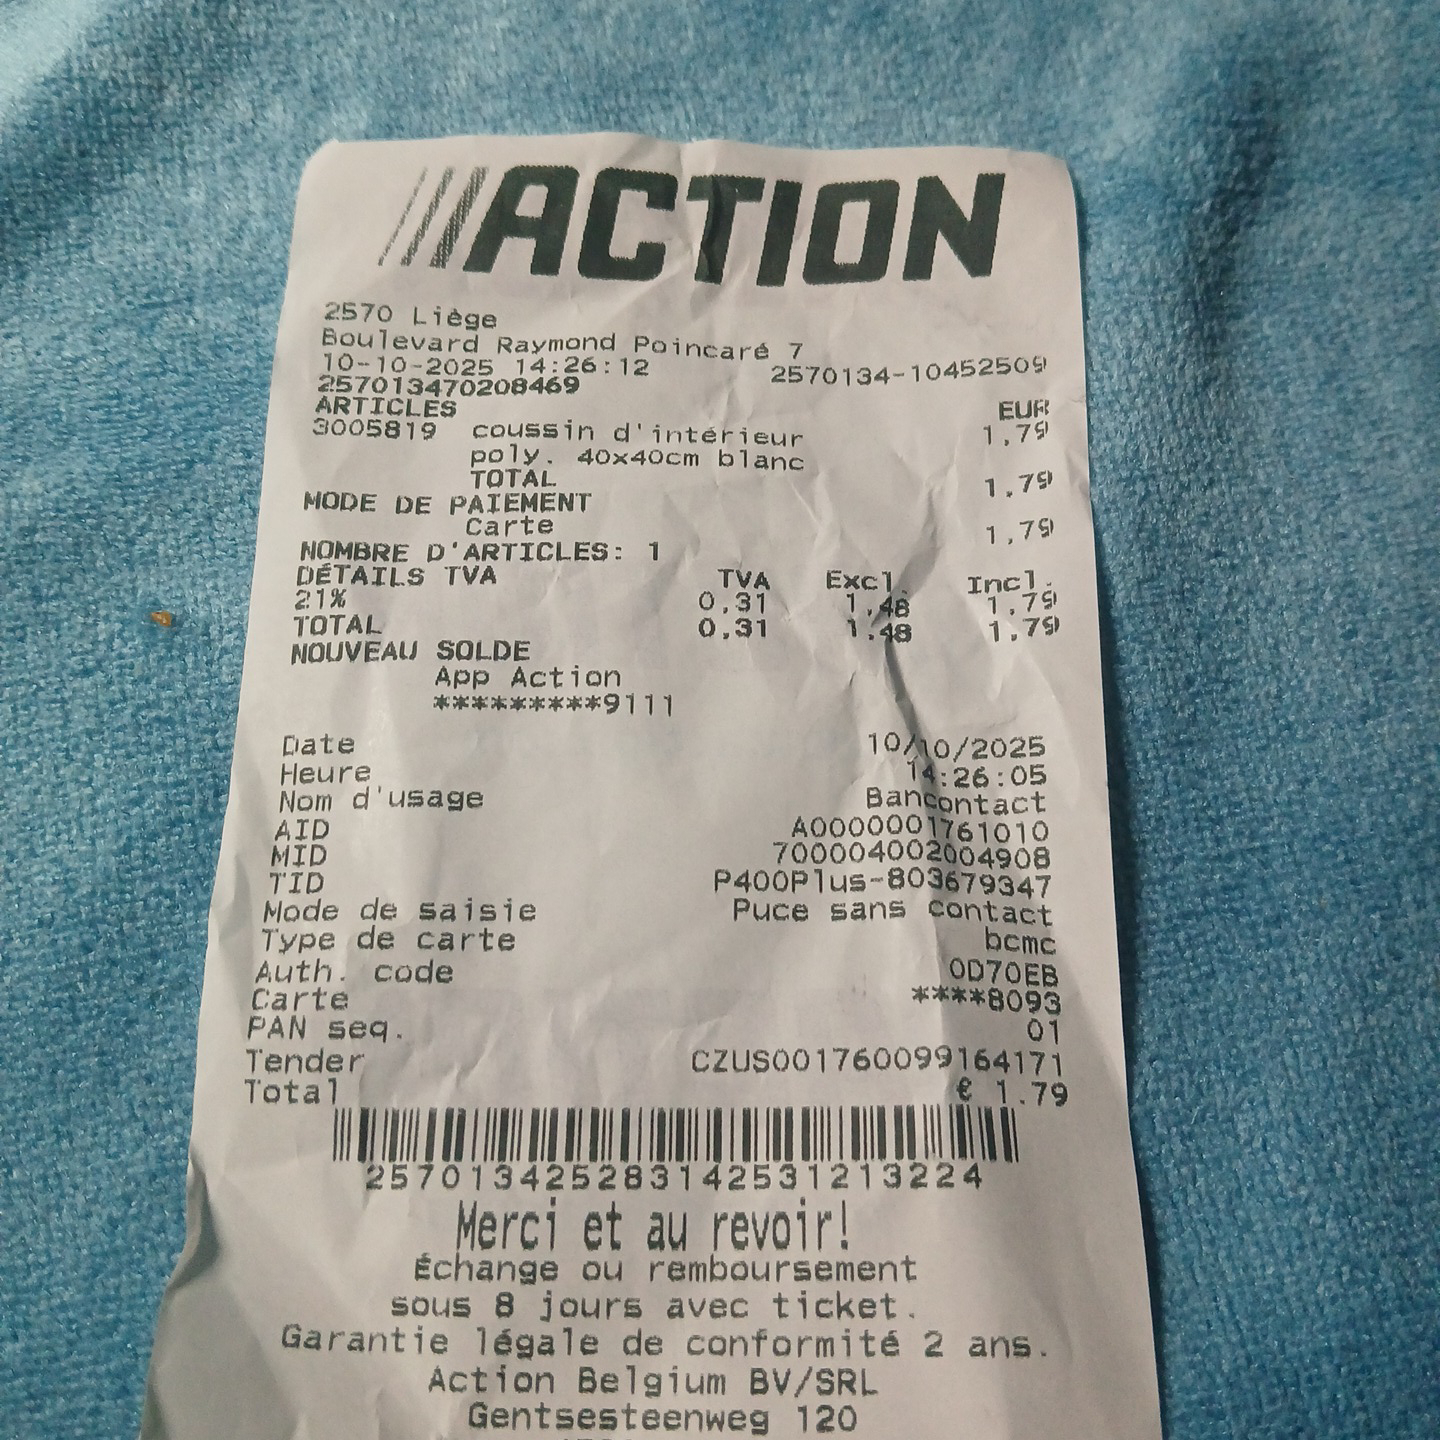 ACTION
2570 Liège
Boulevard Raymond Poincaré 7
10-10-2025 14:26:12 2570134-10452509
257013470208469
ARTICLES EUR
3005819 coussin d'intérieur 1,79
poly. 40x40cm blanc
TOTAL 1,79
MODE DE PAIEMENT
Carte 1,79
NOMBRE D'ARTICLES: 1
DÉTAILS TVA TVA Excl. Incl.
21% 0,31 1,48 1,79
TOTAL 0,31 1,48 1,79
NOUVEAU SOLDE
App Action
*********9111
Date 10/10/2025
Heure 14:26:05
Nom d'usage Bancontact
AID A0000001761010
MID 700004002004908
TID P400Plus-803679347
Mode de saisie Puce sans contact
Type de carte bcmc
Auth. code 0D70EB
Carte ****8093
PAN seq. 01
Tender CZUS001760099164171
Total € 1.79
257013425283142531213224
Merci et au revoir!
Échange ou remboursement
sous 8 jours avec ticket.
Garantie légale de conformité 2 ans.
Action Belgium BV/SRL
Gentsesteenweg 120